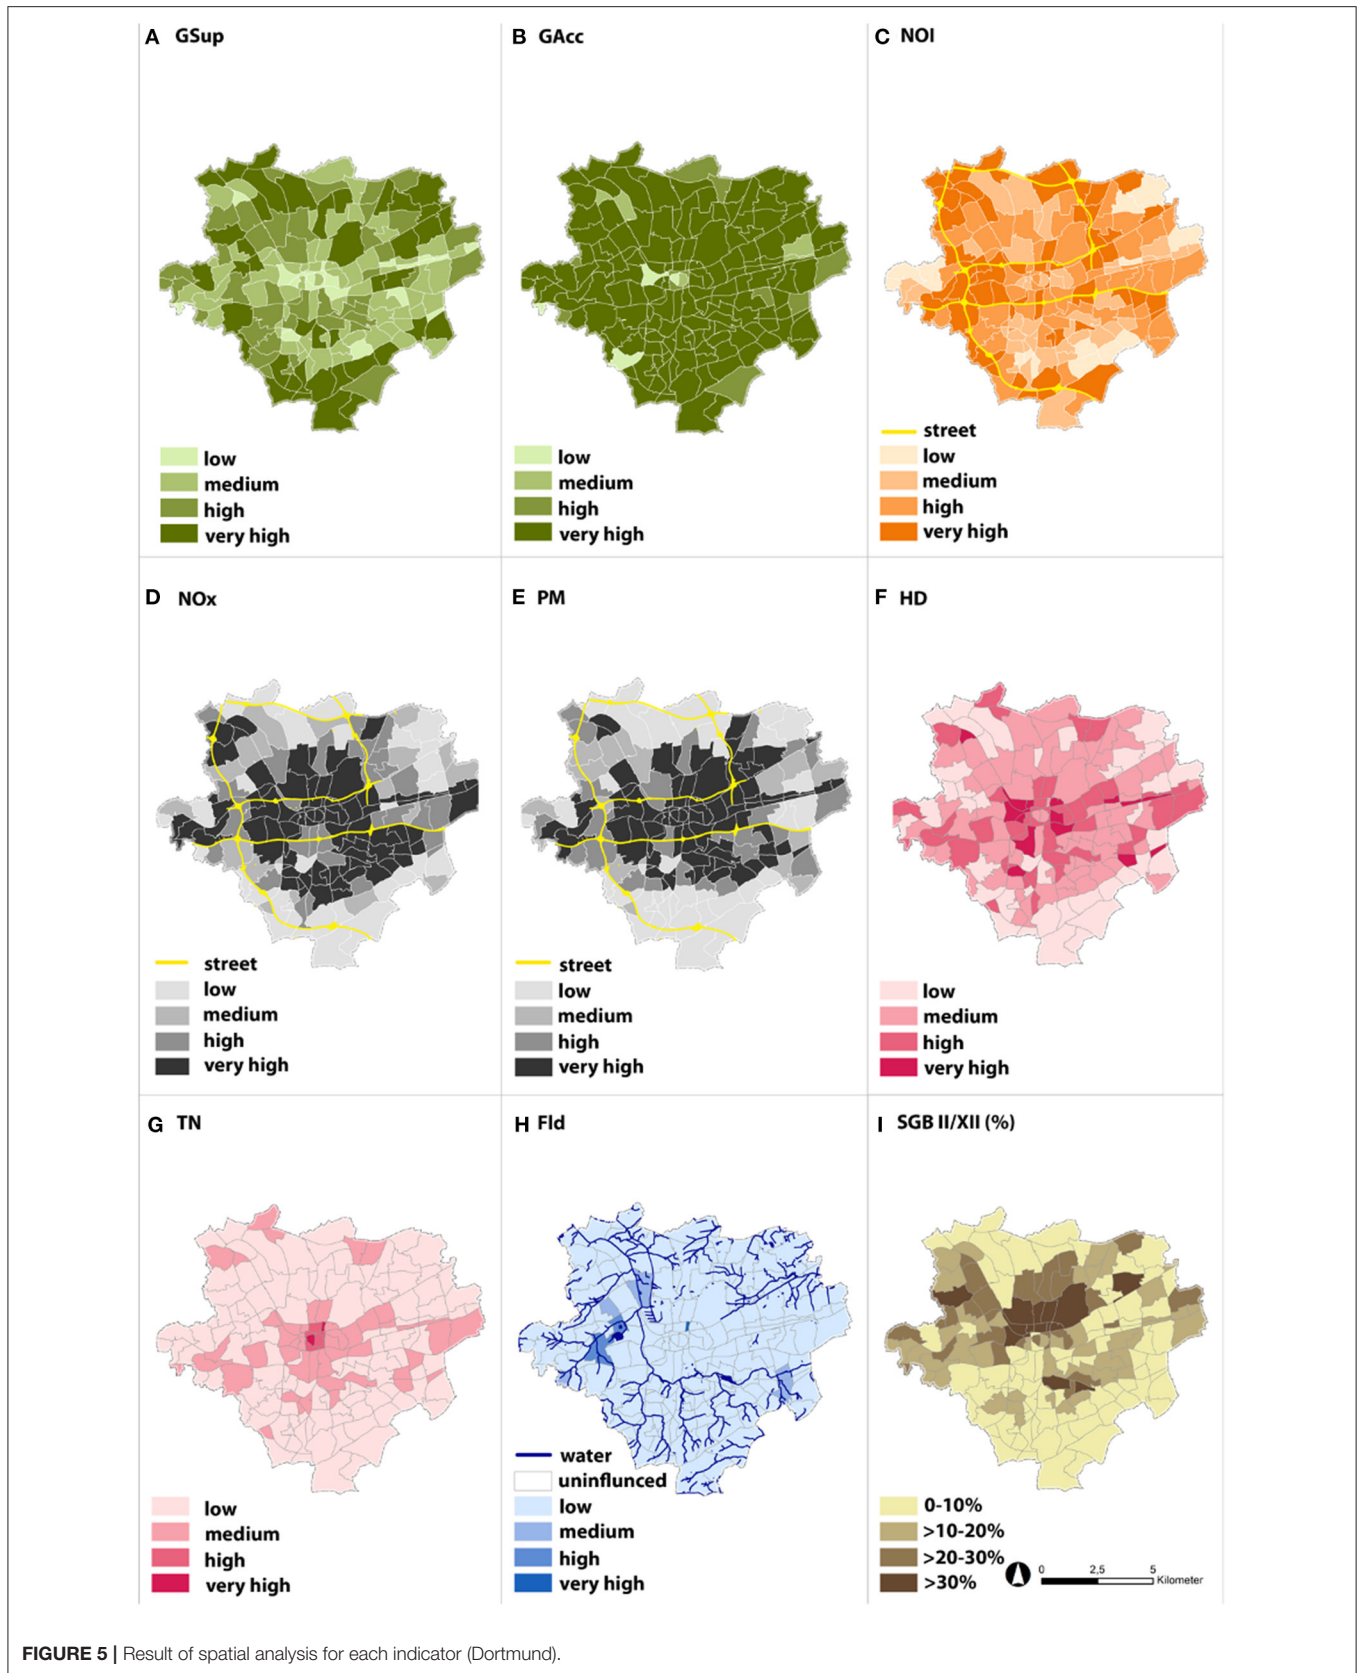 A GSup
low
medium
high
very high
B GAcc
low
medium
high
very high
C NOI
street
low
medium
high
very high
D NOx
street
low
medium
high
very high
E PM
street
low
medium
high
very high
F HD
low
medium
high
very high
G TN
low
medium
high
very high
H Fld
water
uninflunced
low
medium
high
very high
I SGB II/XII (%)
0-10%
>10-20%
>20-30%
>30%
0 2,5 5
Kilometer
FIGURE 5 | Result of spatial analysis for each indicator (Dortmund).